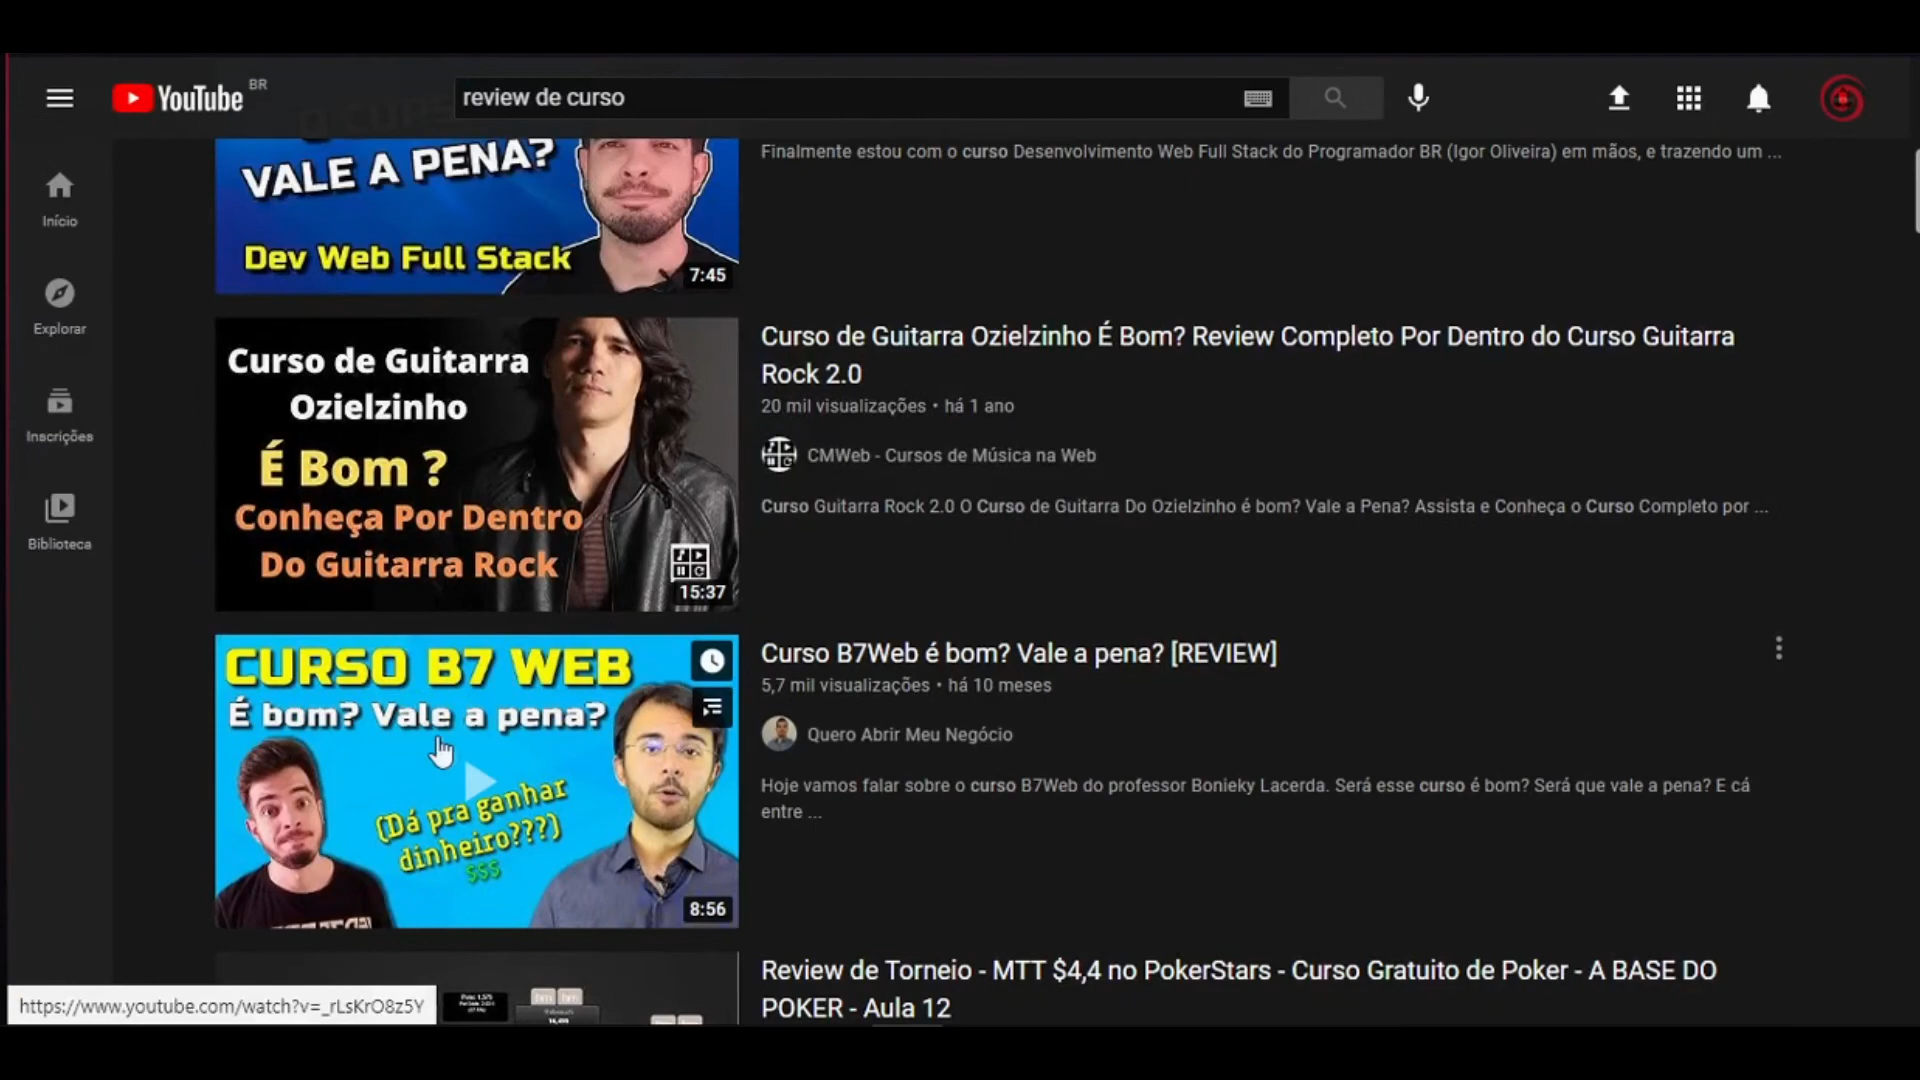 YouTube BR
review de curso
Início
Explorar
Inscrições
Biblioteca
VALE A PENA?
Dev Web Full Stack
7:45
Finalmente estou com o curso Desenvolvimento Web Full Stack do Programador BR (Igor Oliveira) em mãos, e trazendo um ...
Curso de Guitarra
Ozielzinho
É Bom ?
Conheça Por Dentro
Do Guitarra Rock
15:37
Curso de Guitarra Ozielzinho É Bom? Review Completo Por Dentro do Curso Guitarra
Rock 2.0
20 mil visualizações • há 1 ano
CMWeb - Cursos de Música na Web
Curso Guitarra Rock 2.0 O Curso de Guitarra Do Ozielzinho é bom? Vale a Pena? Assista e Conheça o Curso Completo por ...
CURSO B7 WEB
É bom? Vale a pena?
(Dá pra ganhar
dinheiro???)
$$$
8:56
Curso B7Web é bom? Vale a pena? [REVIEW]
5,7 mil visualizações • há 10 meses
Quero Abrir Meu Negócio
Hoje vamos falar sobre o curso B7Web do professor Bonieky Lacerda. Será esse curso é bom? Será que vale a pena? E cá
entre ...
Review de Torneio - MTT $4,4 no PokerStars - Curso Gratuito de Poker - A BASE DO
POKER - Aula 12
https://www.youtube.com/watch?v=_rLsKrO8z5Y